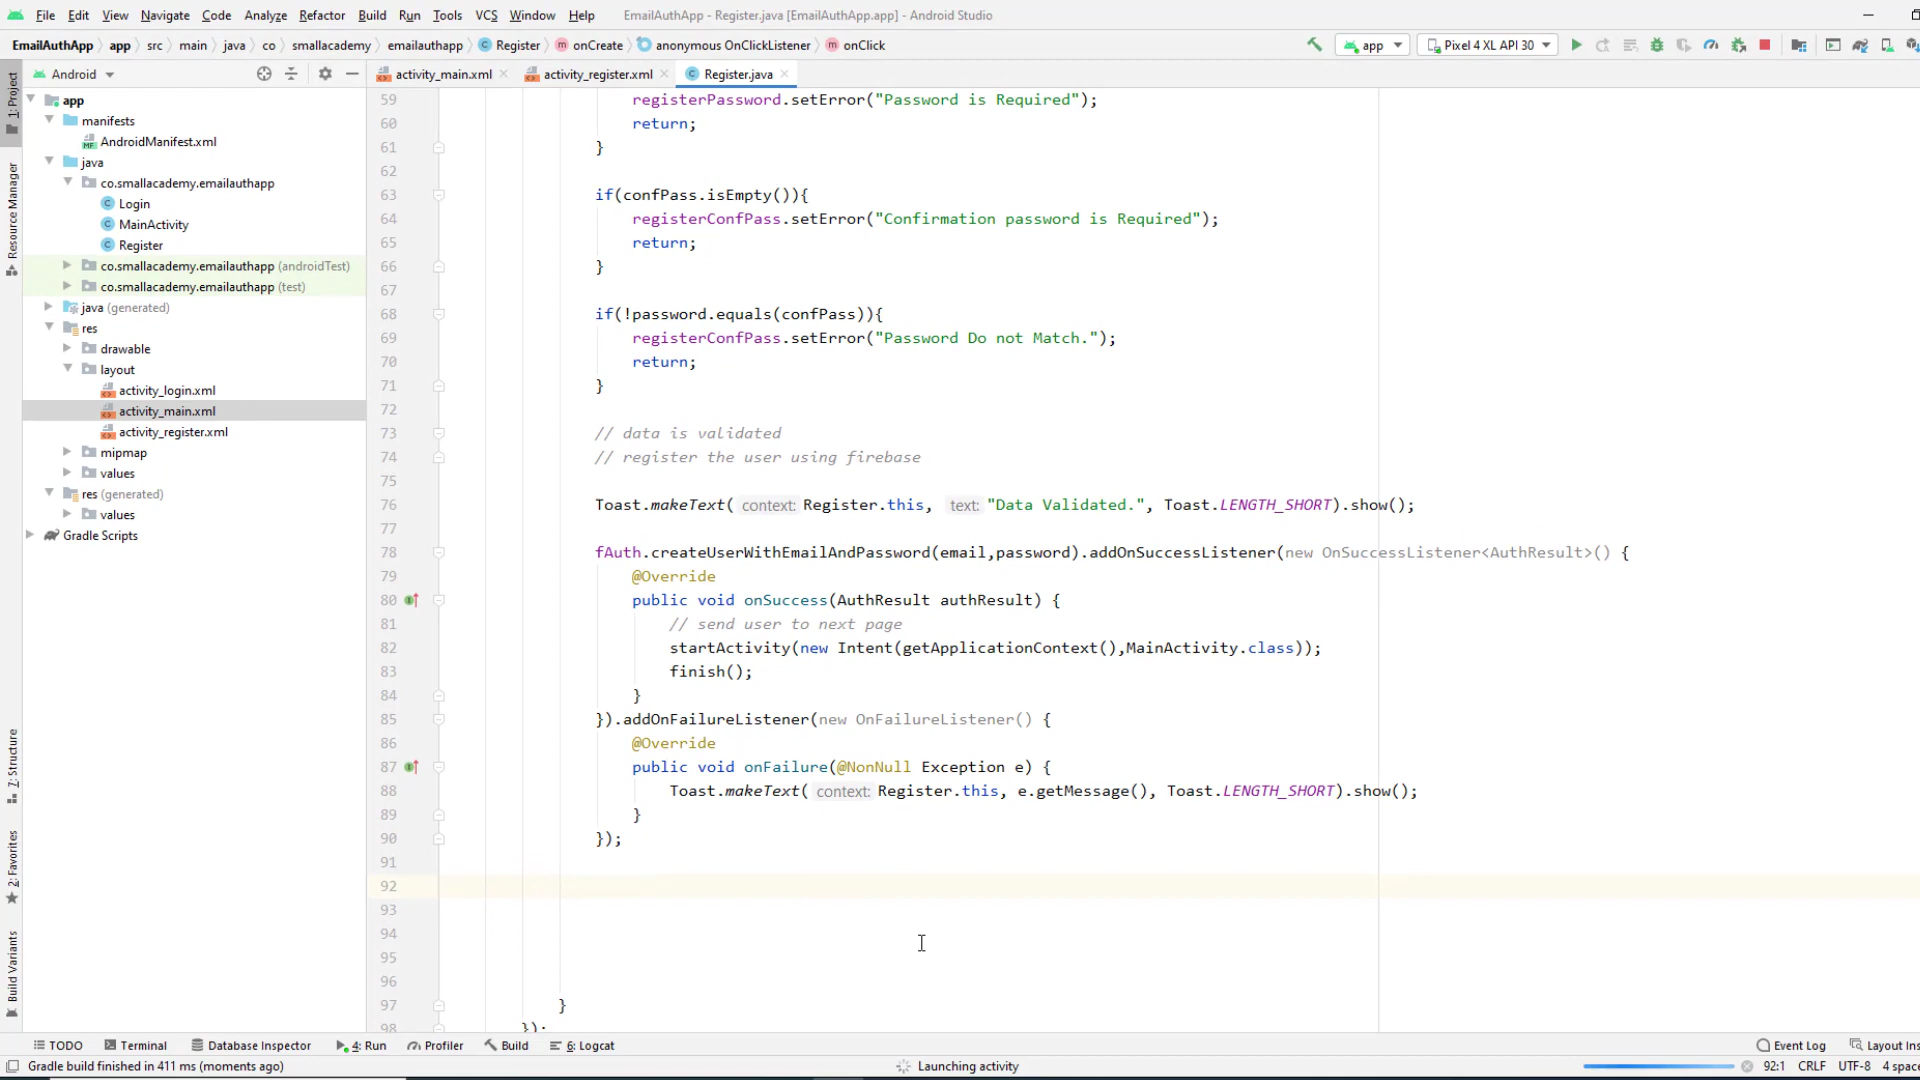 File Edit View Navigate Code Analyze Refactor Build Run Tools VCS Window Help EmailAuthApp - Register.java [EmailAuthApp.app] - Android Studio
EmailAuthApp app src main java co smallacademy emailauthapp Register onCreate anonymous OnClickListener onClick app Pixel 4 XL API 30
Android activity_main.xml activity_register.xml Register.java
1: Project
Resource Manager
7: Structure
2: Favorites
Build Variants
app
manifests
AndroidManifest.xml
java
co.smallacademy.emailauthapp
Login
MainActivity
Register
co.smallacademy.emailauthapp (androidTest)
co.smallacademy.emailauthapp (test)
java (generated)
res
drawable
layout
activity_login.xml
activity_main.xml
activity_register.xml
mipmap
values
res (generated)
values
Gradle Scripts
59 registerPassword.setError("Password is Required");
60 return;
61 }
62
63 if(confPass.isEmpty()){
64 registerConfPass.setError("Confirmation password is Required");
65 return;
66 }
67
68 if(!password.equals(confPass)){
69 registerConfPass.setError("Password Do not Match.");
70 return;
71 }
72
73 // data is validated
74 // register the user using firebase
75
76 Toast.makeText( context: Register.this, text: "Data Validated.", Toast.LENGTH_SHORT).show();
77
78 fAuth.createUserWithEmailAndPassword(email,password).addOnSuccessListener(new OnSuccessListener<AuthResult>() {
79 @Override
80 public void onSuccess(AuthResult authResult) {
81 // send user to next page
82 startActivity(new Intent(getApplicationContext(),MainActivity.class));
83 finish();
84 }
85 }).addOnFailureListener(new OnFailureListener() {
86 @Override
87 public void onFailure(@NonNull Exception e) {
88 Toast.makeText( context: Register.this, e.getMessage(), Toast.LENGTH_SHORT).show();
89 }
90 });
91
92
93
94
95
96
97 }
98 });
TODO Terminal Database Inspector 4: Run Profiler Build 6: Logcat Event Log Layout Ins
Gradle build finished in 411 ms (moments ago) Launching activity 92:1 CRLF UTF-8 4 space